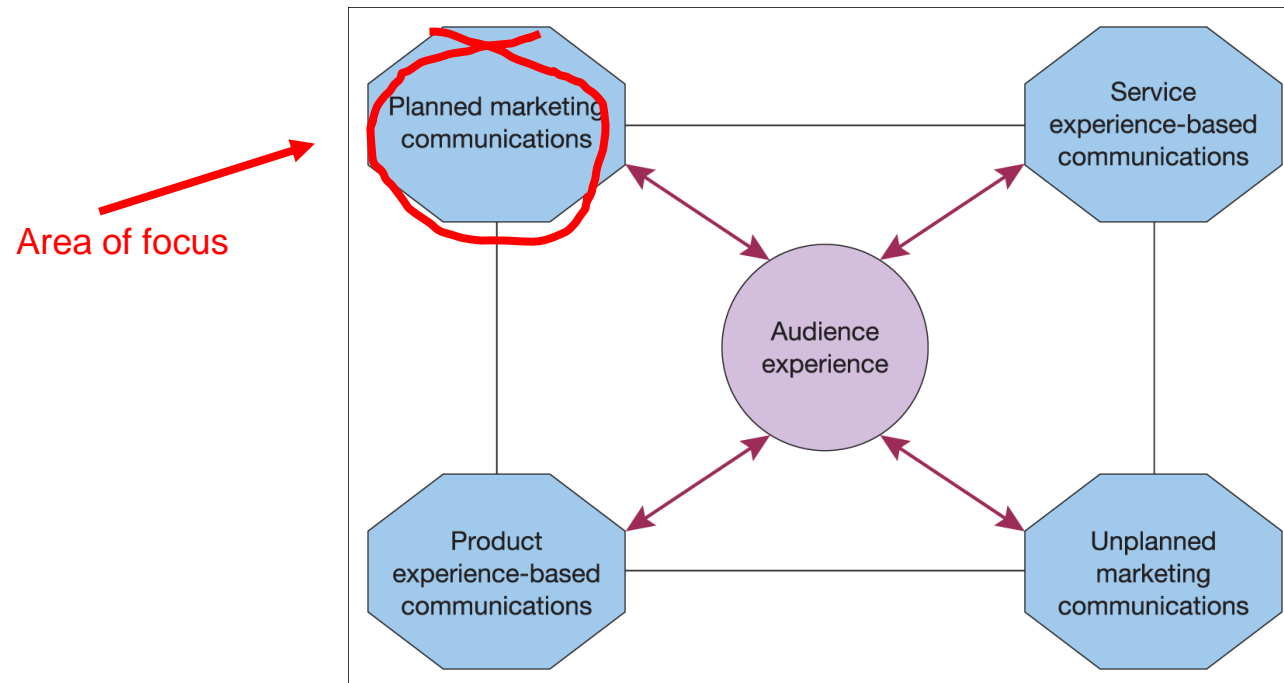 Planned marketing
communications
Service
experience-based
communications
Area of focus
Audience
experience
Product
experience-based
communications
Unplanned
marketing
communications